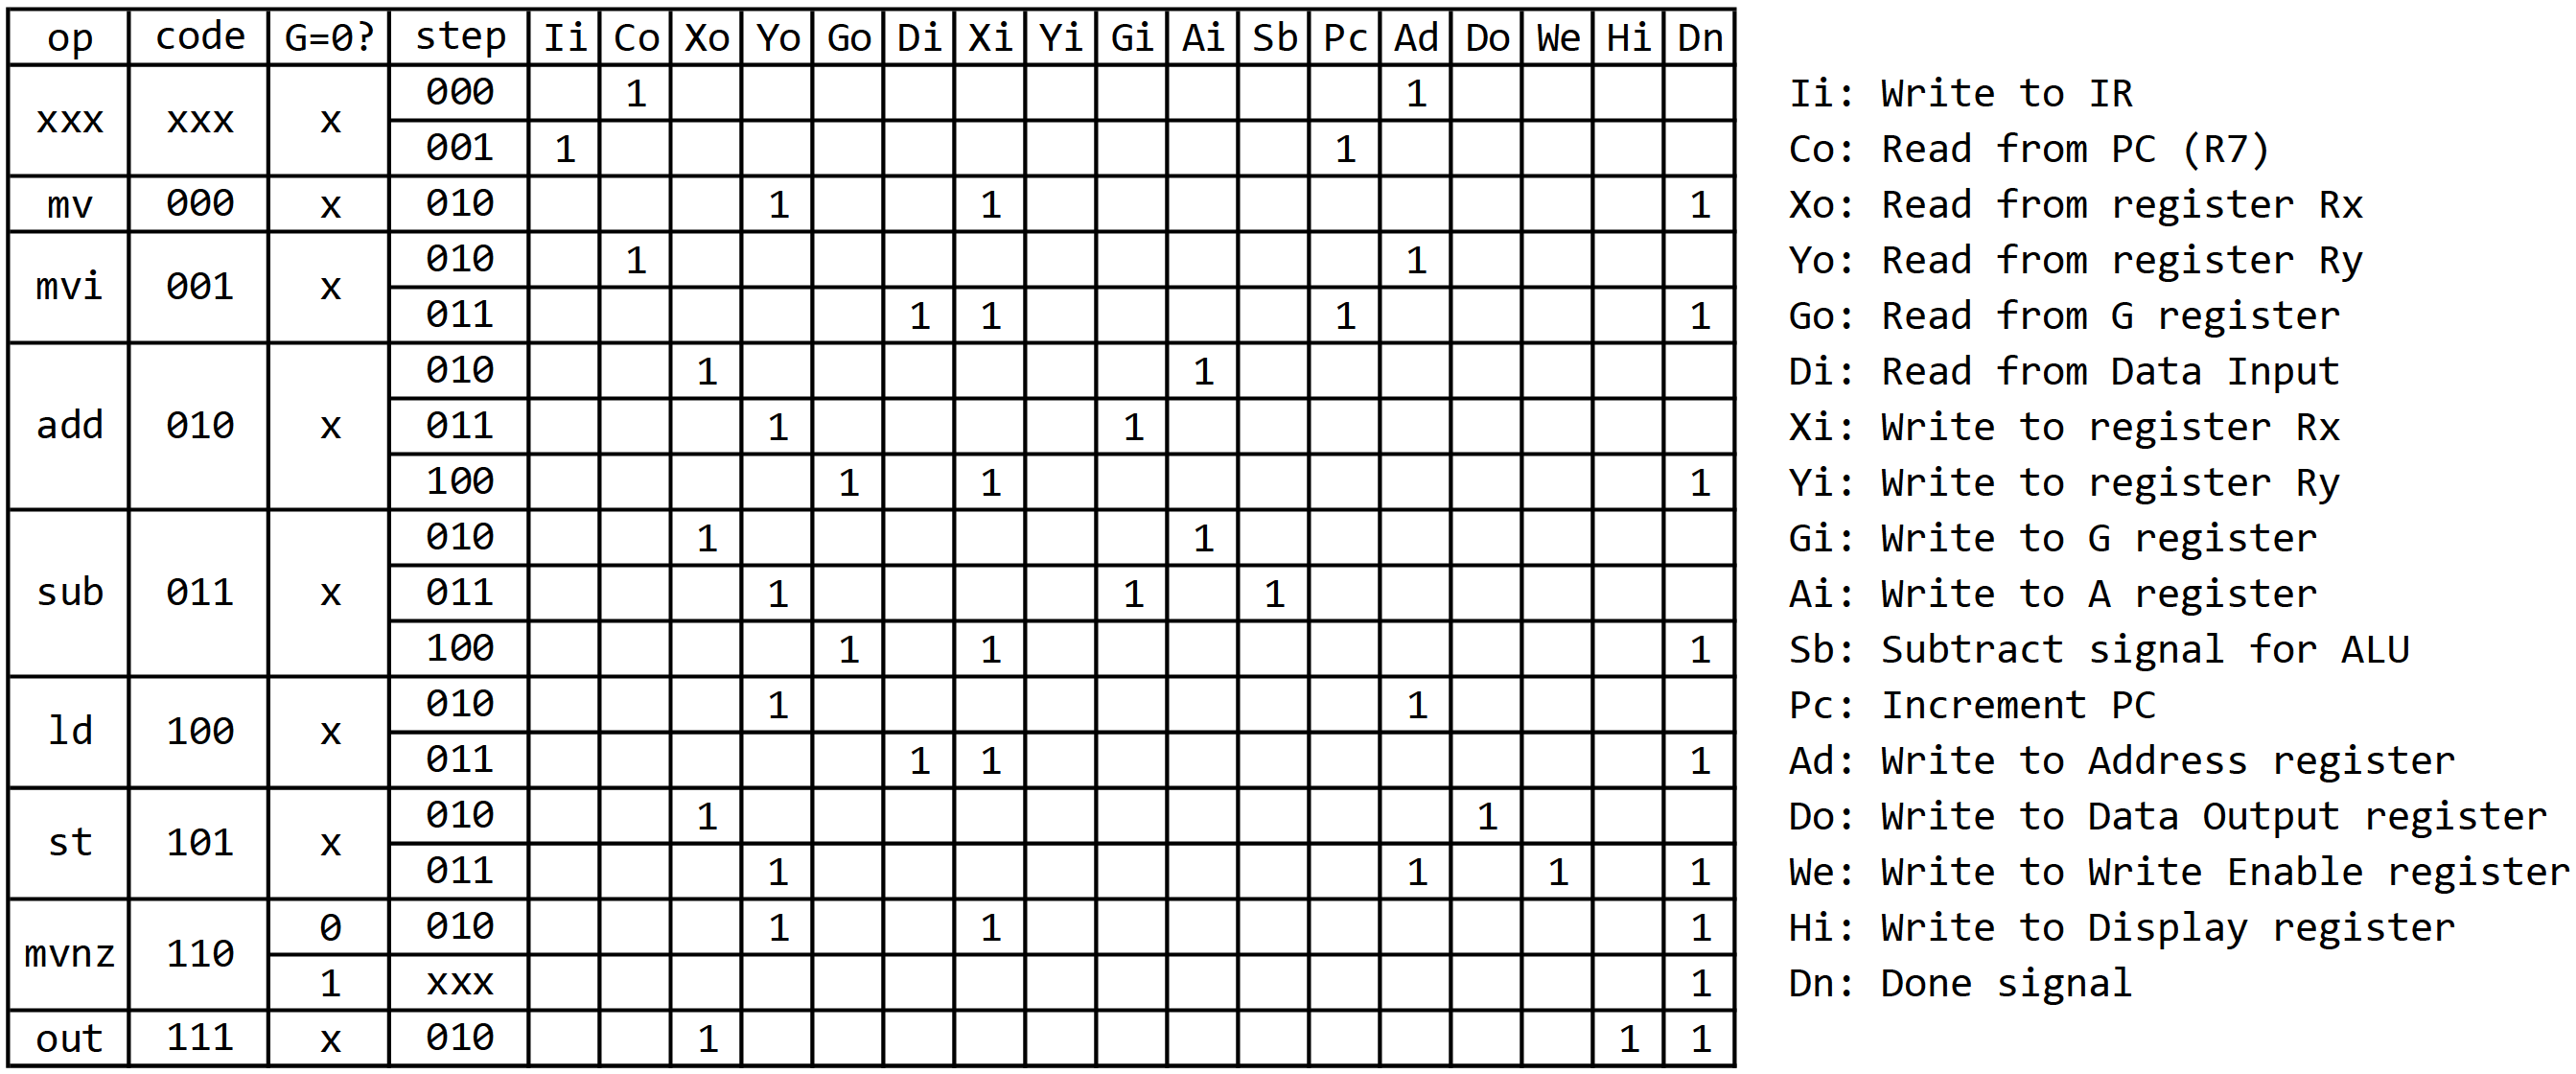 op code G=0? step Ii Co Xo Yo Go Di Xi Yi Gi Ai Sb Pc Ad Do We Hi Dn
xxx xxx x 000 1 1
001 1 1
mv 000 x 010 1 1 1
mvi 001 x 010 1 1
011 1 1 1 1
add 010 x 010 1 1
011 1 1
100 1 1 1
sub 011 x 010 1 1
011 1 1 1
100 1 1 1
ld 100 x 010 1 1
011 1 1 1
st 101 x 010 1 1
011 1 1 1 1
mvnz 110 0 010 1 1 1
1 xxx 1
out 111 x 010 1 1 1
Ii: Write to IR
Co: Read from PC (R7)
Xo: Read from register Rx
Yo: Read from register Ry
Go: Read from G register
Di: Read from Data Input
Xi: Write to register Rx
Yi: Write to register Ry
Gi: Write to G register
Ai: Write to A register
Sb: Subtract signal for ALU
Pc: Increment PC
Ad: Write to Address register
Do: Write to Data Output register
We: Write to Write Enable register
Hi: Write to Display register
Dn: Done signal